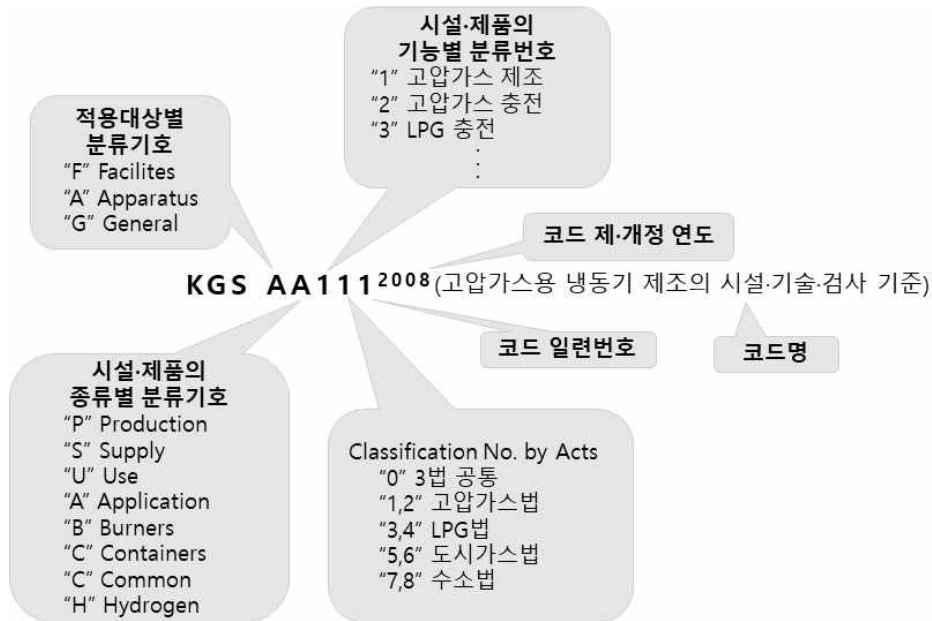 시설·제품의
기능별 분류번호
"1" 고압가스 제조
"2" 고압가스 충전
"3" LPG 충전
:
:
적용대상별
분류기호
"F" Facilites
"A" Apparatus
"G" General
코드 제·개정 연도
KGS AA111 2008 (고압가스용 냉동기 제조의 시설·기술·검사 기준)
코드 일련번호
코드명
시설·제품의
종류별 분류기호
"P" Production
"S" Supply
"U" Use
"A" Application
"B" Burners
"C" Containers
"C" Common
"H" Hydrogen
Classification No. by Acts
"0" 3법 공통
"1,2" 고압가스법
"3,4" LPG법
"5,6" 도시가스법
"7,8" 수소법